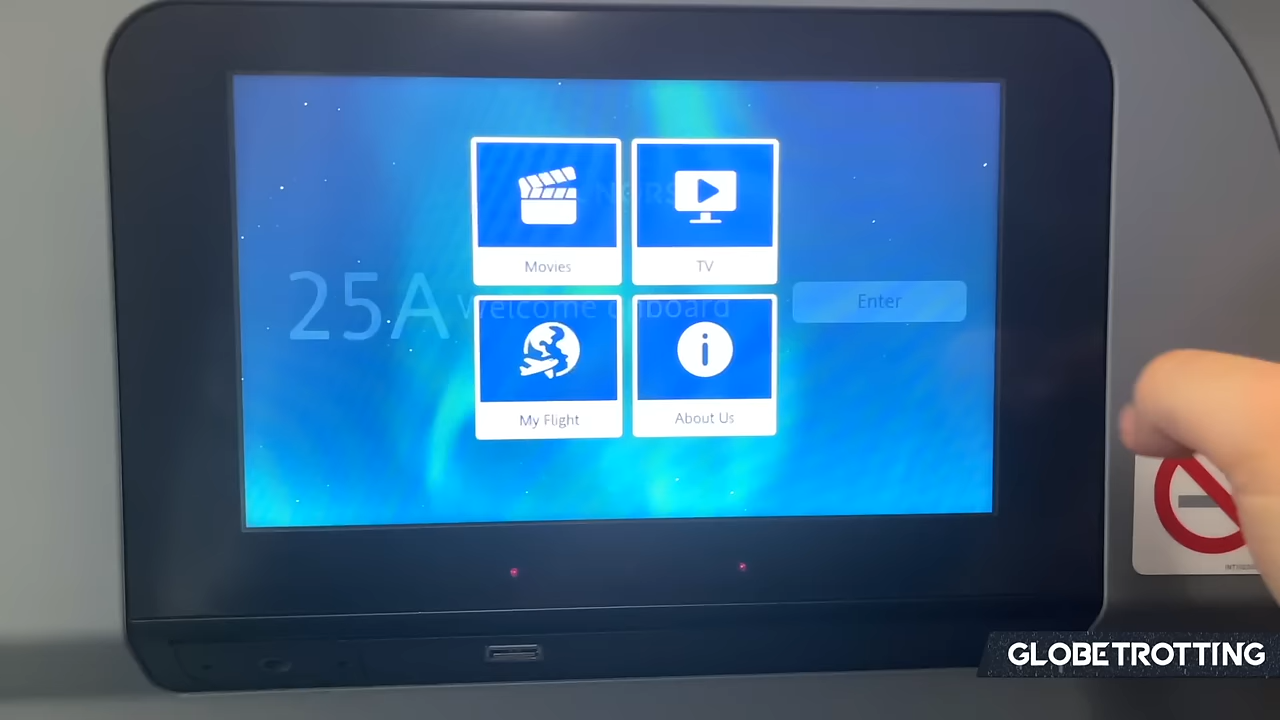 Movies
TV
25A
Welcome onboard
Enter
My Flight
About Us
GLOBETROTTING